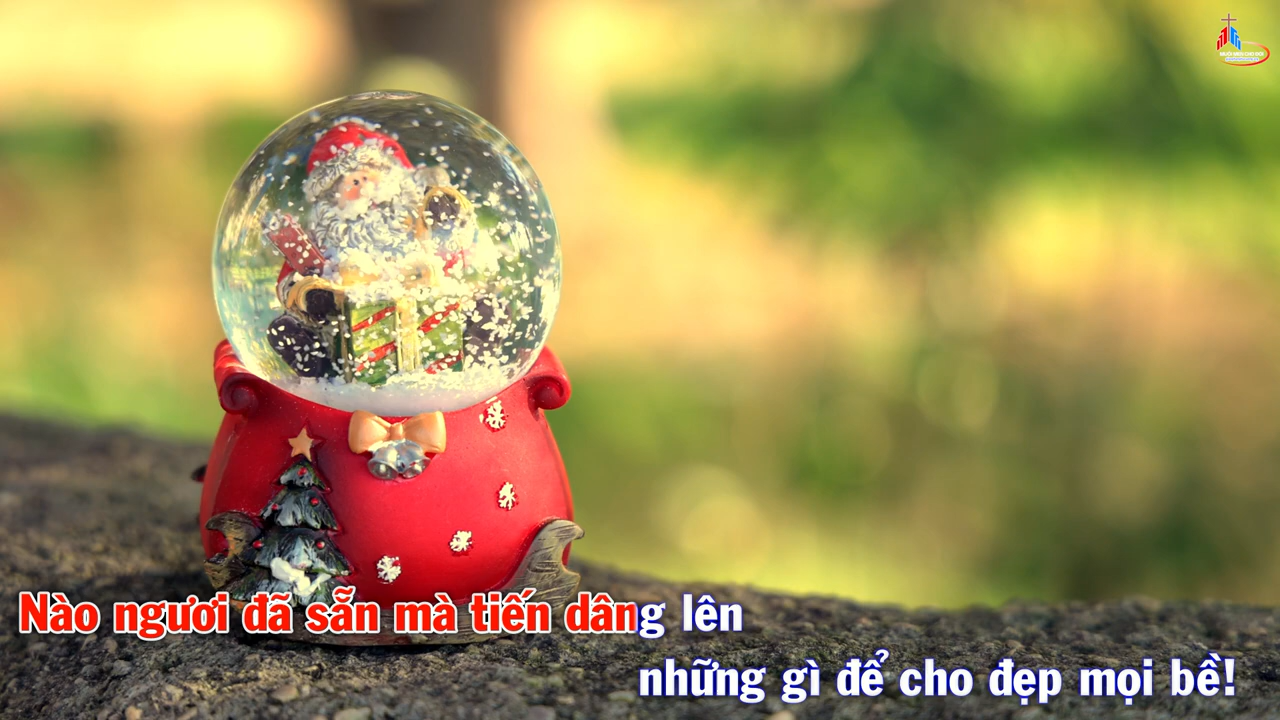 Nào ngươi đã sẵn mà tiến dâng lên
những gì để cho đẹp mọi bề!